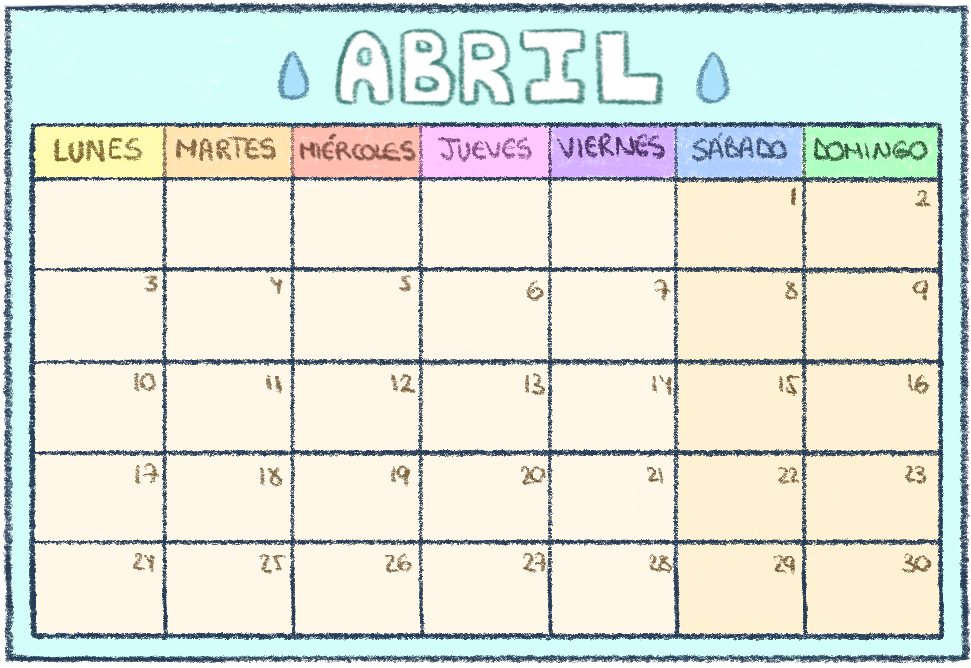 ABRIL
LUNES MARTES MIÉRCOLES JUEVES VIERNES SÁBADO DOMINGO
1 2
3 4 5 6 7 8 9
10 11 12 13 14 15 16
17 18 19 20 21 22 23
24 25 26 27 28 29 30